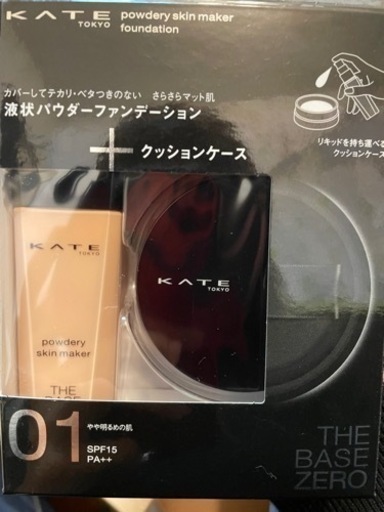 KATE
TOKYO
powdery skin maker
foundation
カバーしてテカリ・ベタつきのない さらさらマット肌
液状パウダーファンデーション
+ クッションケース
リキッドを持ち運べる
クッションケース
KATE
TOKYO
powdery
skin maker
THE
BASE
KATE
TOKYO
01
やや明るめの肌
SPF15
PA++
THE
BASE
ZERO